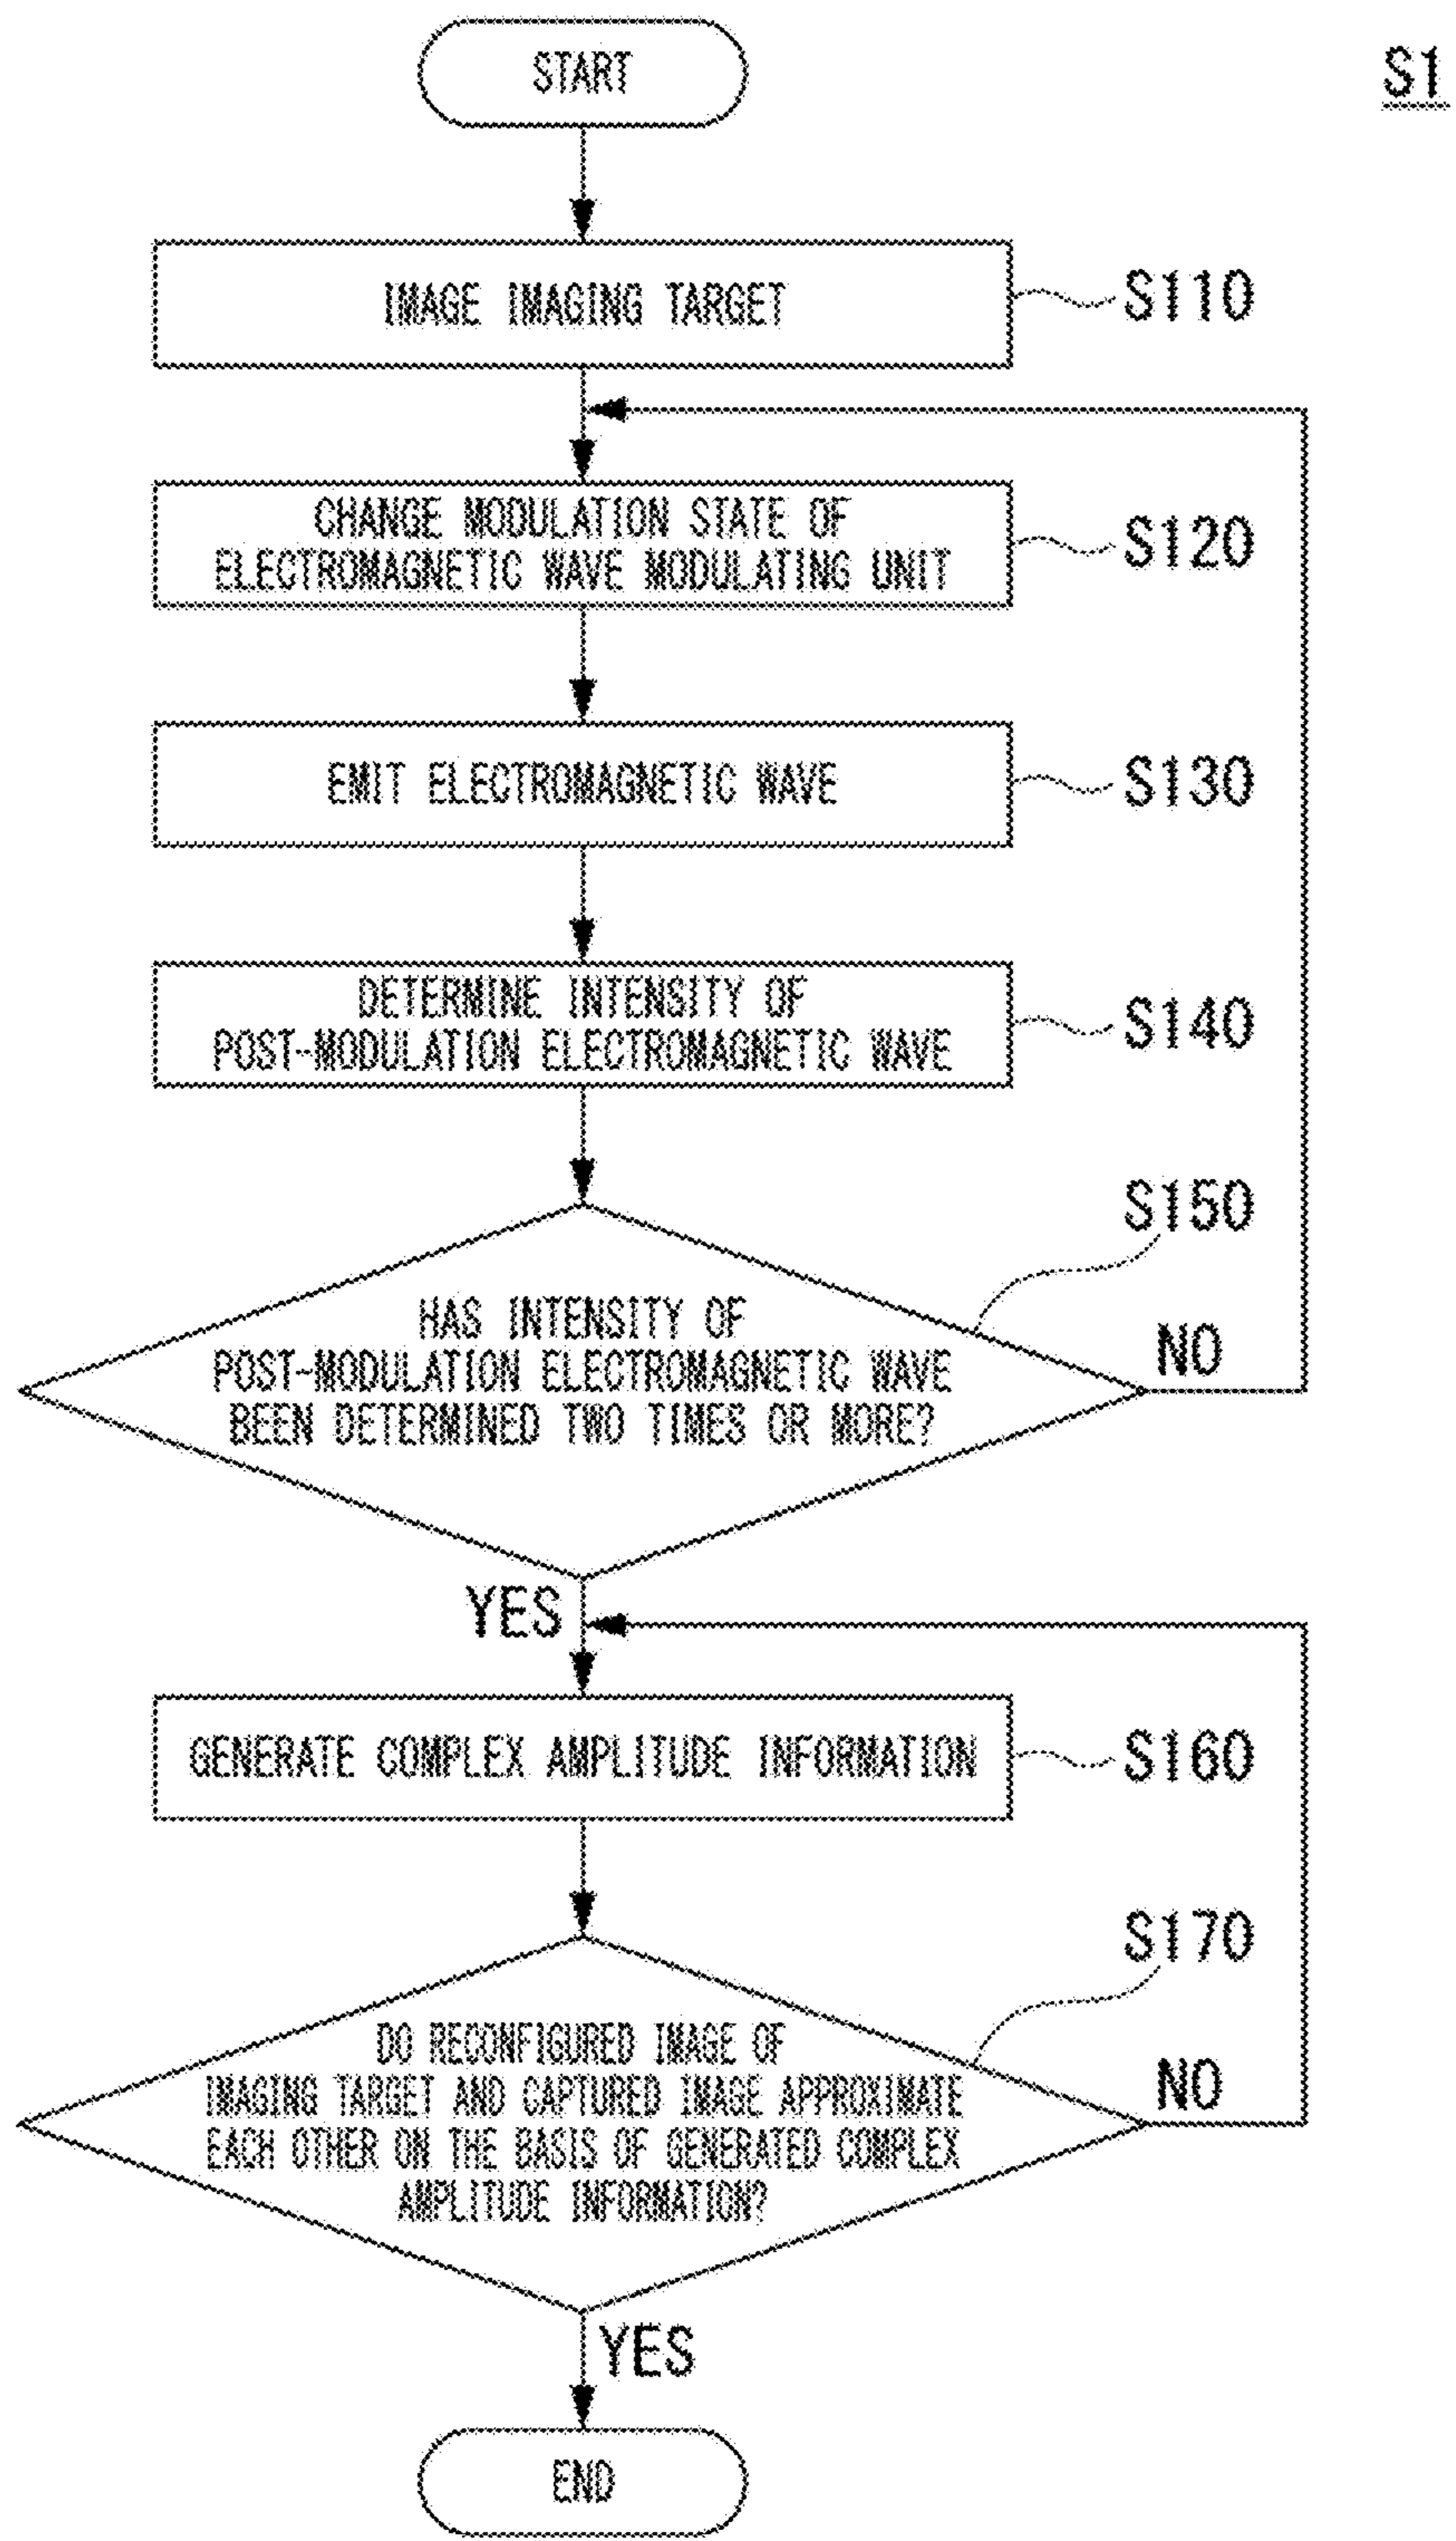 S1
START
IMAGE IMAGING TARGET
S110
CHANGE MODULATION STATE OF
ELECTROMAGNETIC WAVE MODULATING UNIT
S120
EMIT ELECTROMAGNETIC WAVE
S130
DETERMINE INTENSITY OF
POST-MODULATION ELECTROMAGNETIC WAVE
S140
S150
HAS INTENSITY OF
POST-MODULATION ELECTROMAGNETIC WAVE
BEEN DETERMINED TWO TIMES OR MORE?
NO
YES
GENERATE COMPLEX AMPLITUDE INFORMATION
S160
S170
DO RECONFIGURED IMAGE OF
IMAGING TARGET AND CAPTURED IMAGE APPROXIMATE
EACH OTHER ON THE BASIS OF GENERATED COMPLEX
AMPLITUDE INFORMATION?
NO
YES
END